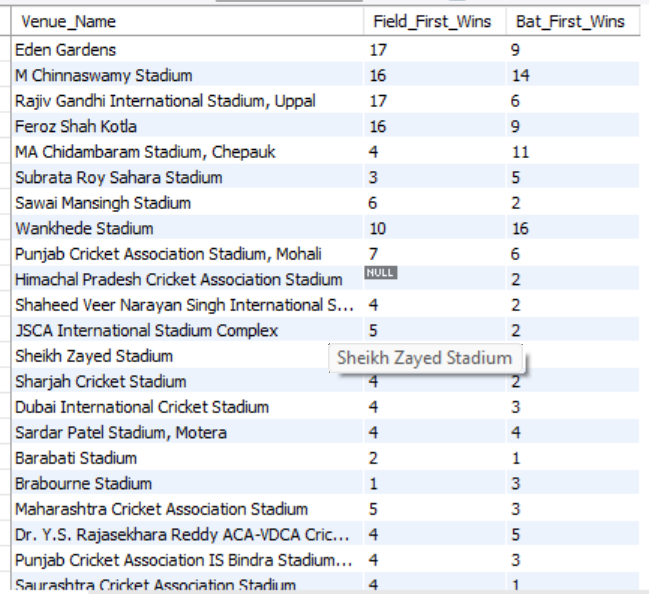 Venue_Name Field_First_Wins Bat_First_Wins
Eden Gardens 17 9
M Chinnaswamy Stadium 16 14
Rajiv Gandhi International Stadium, Uppal 17 6
Feroz Shah Kotla 16 9
MA Chidambaram Stadium, Chepauk 4 11
Subrata Roy Sahara Stadium 3 5
Sawai Mansingh Stadium 6 2
Wankhede Stadium 10 16
Punjab Cricket Association Stadium, Mohali 7 6
Himachal Pradesh Cricket Association Stadium NULL 2
Shaheed Veer Narayan Singh International S... 4 2
JSCA International Stadium Complex 5 2
Sheikh Zayed Stadium Sheikh Zayed Stadium
Sharjah Cricket Stadium 4 2
Dubai International Cricket Stadium 4 3
Sardar Patel Stadium, Motera 4 4
Barabati Stadium 2 1
Brabourne Stadium 1 3
Maharashtra Cricket Association Stadium 5 3
Dr. Y.S. Rajasekhara Reddy ACA-VDCA Cric... 4 5
Punjab Cricket Association IS Bindra Stadium... 4 3
Saurashtra Cricket Association Stadium 4 1